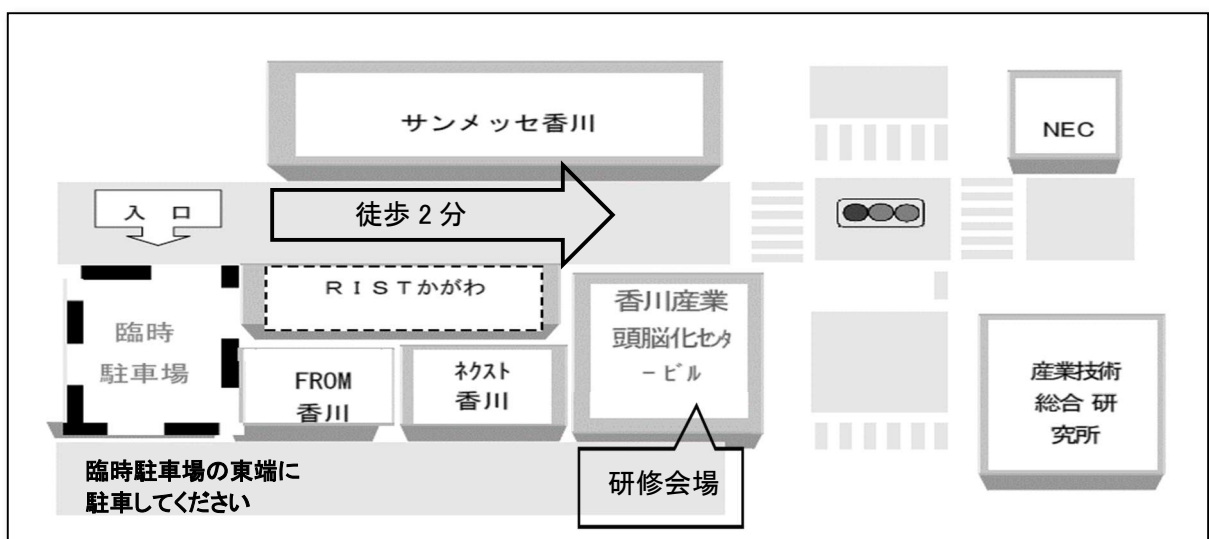 サンメッセ香川
NEC
入 口
徒歩 2 分
RISTかがわ
臨時
駐車場
FROM
香川
ネクスト
香川
香川産業
頭脳化ｾﾝﾀ
ービル
産業技術
総合 研
究所
研修会場
臨時駐車場の東端に
駐車してください